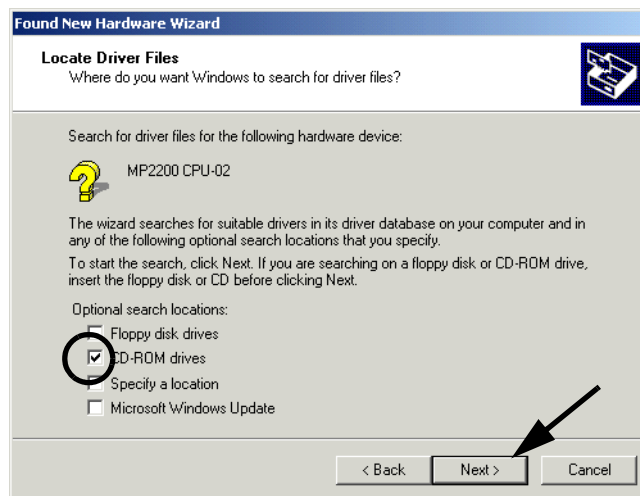 Found New Hardware Wizard
Locate Driver Files
Where do you want Windows to search for driver files?
Search for driver files for the following hardware device:
MP2200 CPU-02
The wizard searches for suitable drivers in its driver database on your computer and in
any of the following optional search locations that you specify.
To start the search, click Next. If you are searching on a floppy disk or CD-ROM drive,
insert the floppy disk or CD before clicking Next.
Optional search locations:
Floppy disk drives
CD-ROM drives
Specify a location
Microsoft Windows Update
< Back Next > Cancel